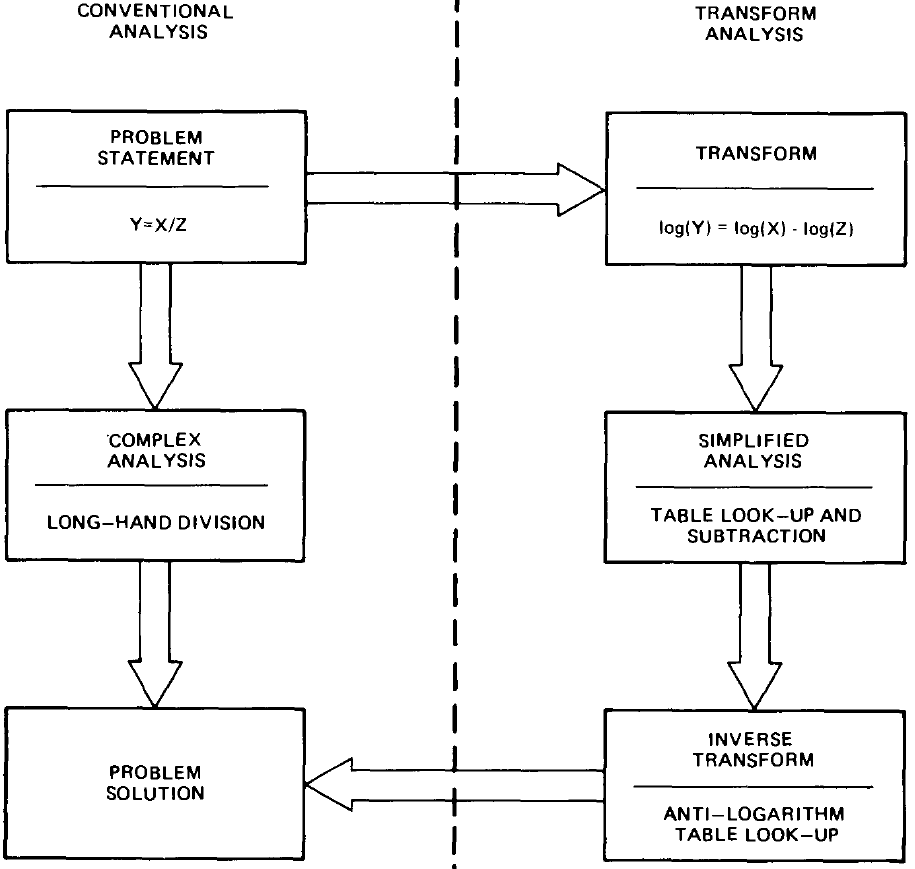 CONVENTIONAL
ANALYSIS
TRANSFORM
ANALYSIS
PROBLEM
STATEMENT
Y=X/Z
TRANSFORM
log(Y) = log(X) - log(Z)
COMPLEX
ANALYSIS
LONG–HAND DIVISION
SIMPLIFIED
ANALYSIS
TABLE LOOK–UP AND
SUBTRACTION
PROBLEM
SOLUTION
INVERSE
TRANSFORM
ANTI–LOGARITHM
TABLE LOOK–UP